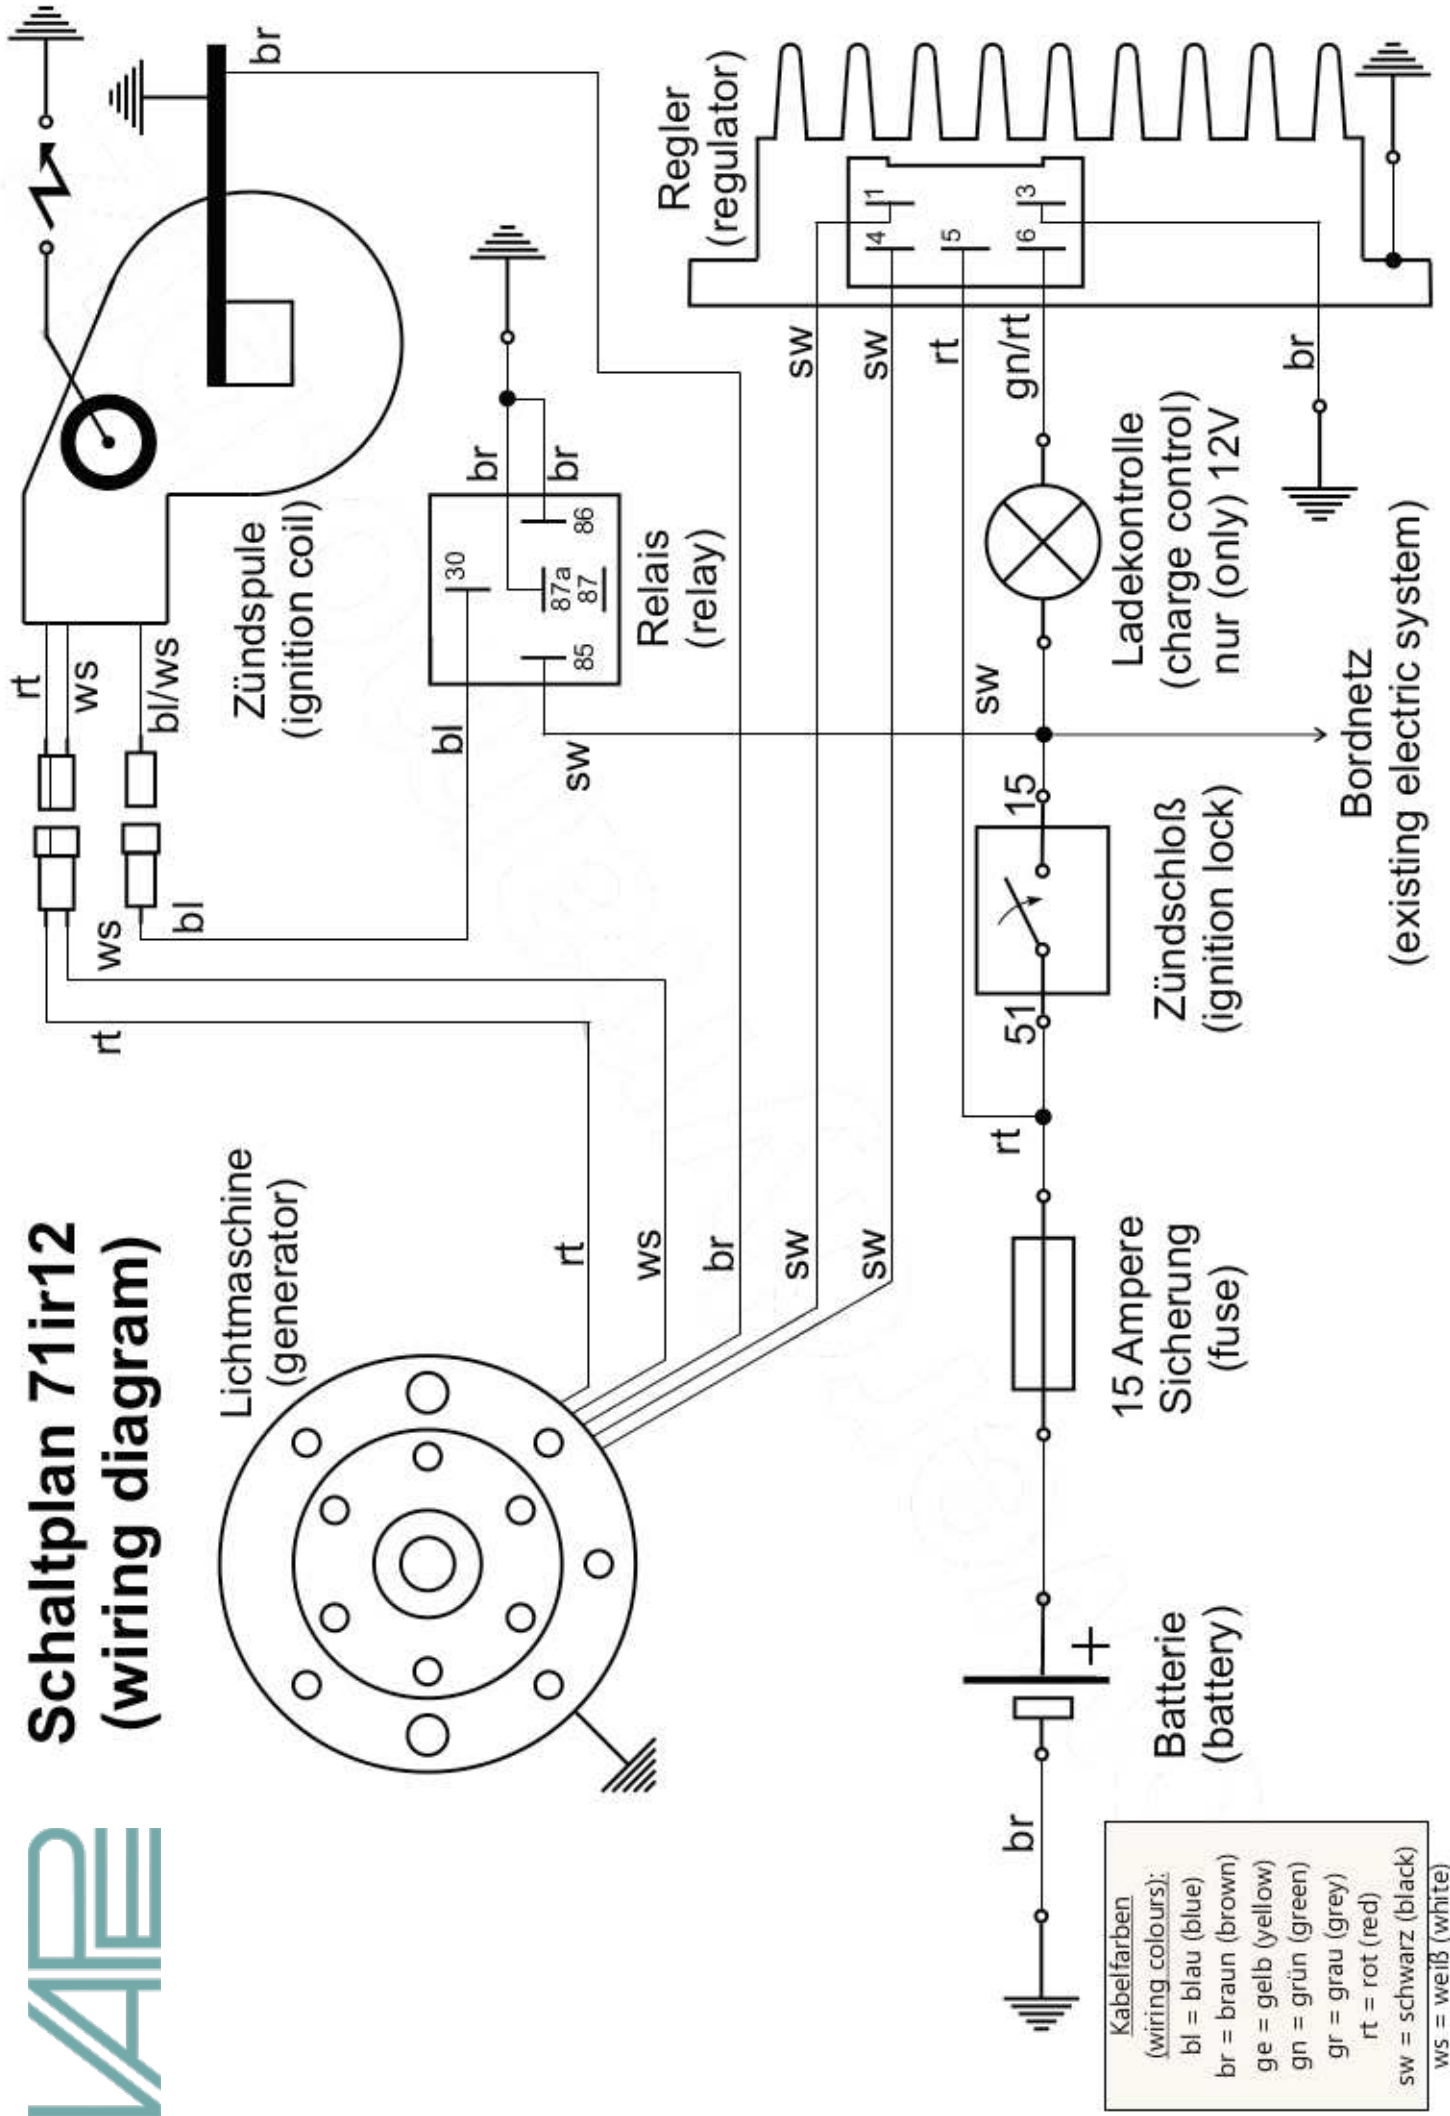 VAPE
Schaltplan 71ir12
(wiring diagram)
Lichtmaschine
(generator)
rt
ws
br
sw
sw
rt
ws
bl
rt
ws
bl/ws
Zündspule
(ignition coil)
br
bl
sw
br
br
30
85
87a
87
86
Relais
(relay)
Regler
(regulator)
1
4
5
3
6
sw
sw
rt
gn/rt
br
Ladekontrolle
(charge control)
nur (only) 12V
sw
15
51
Zündschloß
(ignition lock)
Bordnetz
(existing electric system)
rt
15 Ampere
Sicherung
(fuse)
+
Batterie
(battery)
br
Kabelfarben
(wiring colours):
bl = blau (blue)
br = braun (brown)
ge = gelb (yellow)
gn = grün (green)
gr = grau (grey)
rt = rot (red)
sw = schwarz (black)
ws = weiß (white)